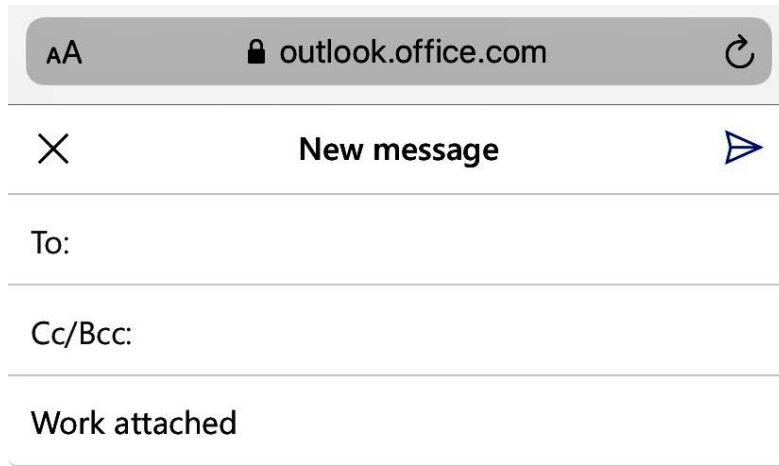 AA outlook.office.com
New message
To:
Cc/Bcc:
Work attached